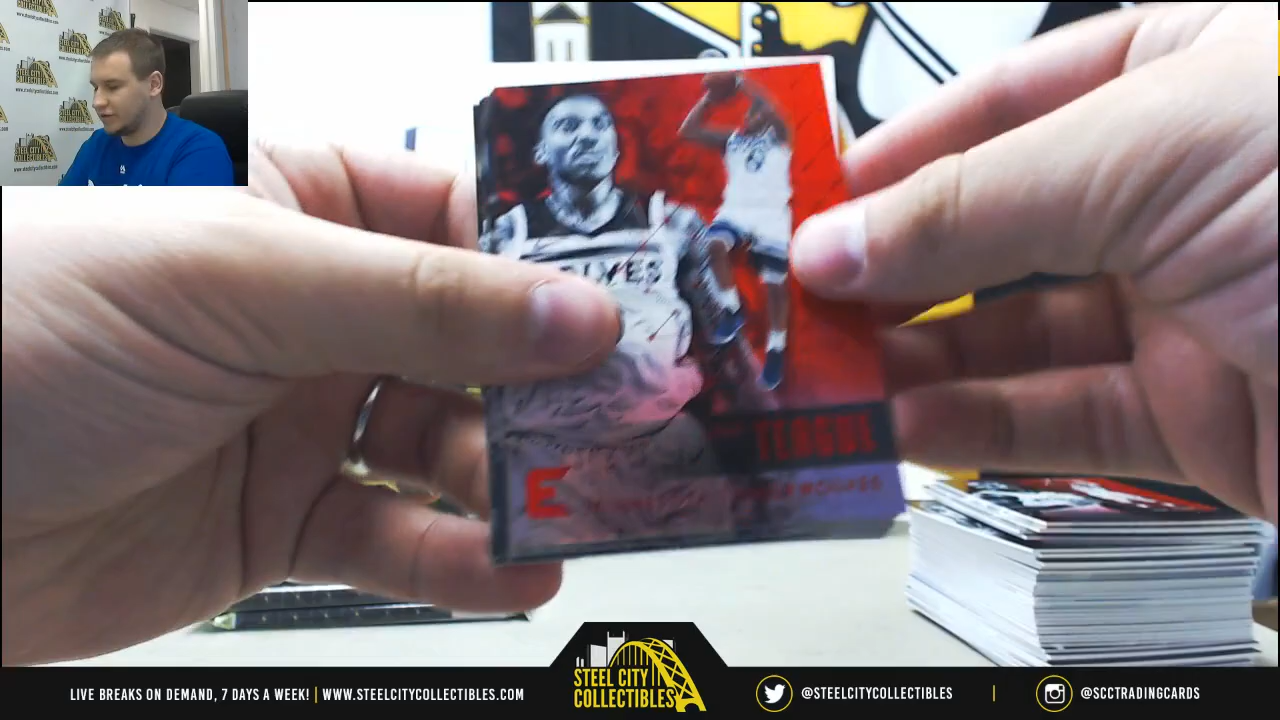 TEAGUE
E
LIVE BREAKS ON DEMAND, 7 DAYS A WEEK! | WWW.STEELCITYCOLLECTIBLES.COM
STEEL CITY
COLLECTIBLES
@STEELCITYCOLLECTIBLES
@SCCTRADINGCARDS